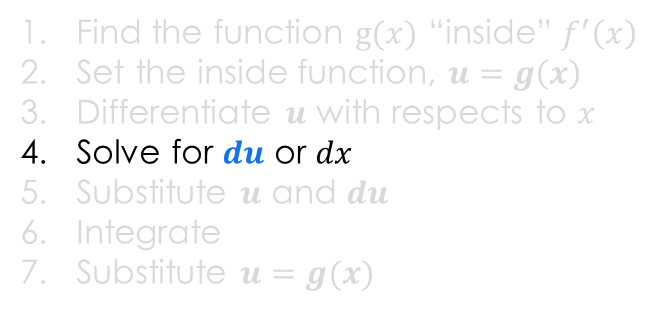 1. Find the function g(x) “inside” f′(x)
2. Set the inside function, u = g(x)
3. Differentiate u with respects to x
4. Solve for du or dx
5. Substitute u and du
6. Integrate
7. Substitute u = g(x)